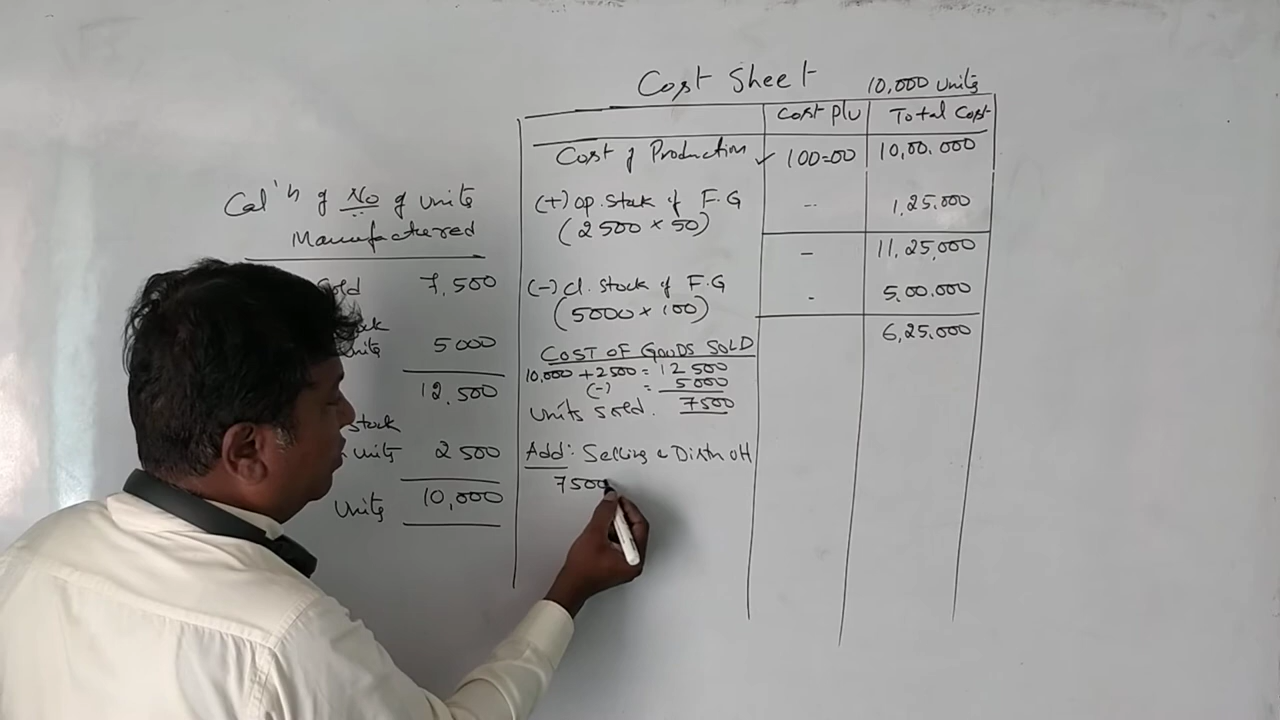 Cost Sheet 10,000 units
Cost P/U Total Cost
Cost of Production ✓ 100=00 10,00,000
(+) op. Stock of F.G - 1,25,000
(2500 × 50)
- 11,25,000
(-) cl. Stock of F.G - 5,00,000
(5000 × 100)
6,25,000
COST OF GOODS SOLD
10,000 + 2500 = 12 500
(-) = 5000
units sold. 7500
Add: Selling & Distn OH
7500
Cal'n of No of units
Manufactured
7,500
5000
12,500
stock
units 2500
units 10,000